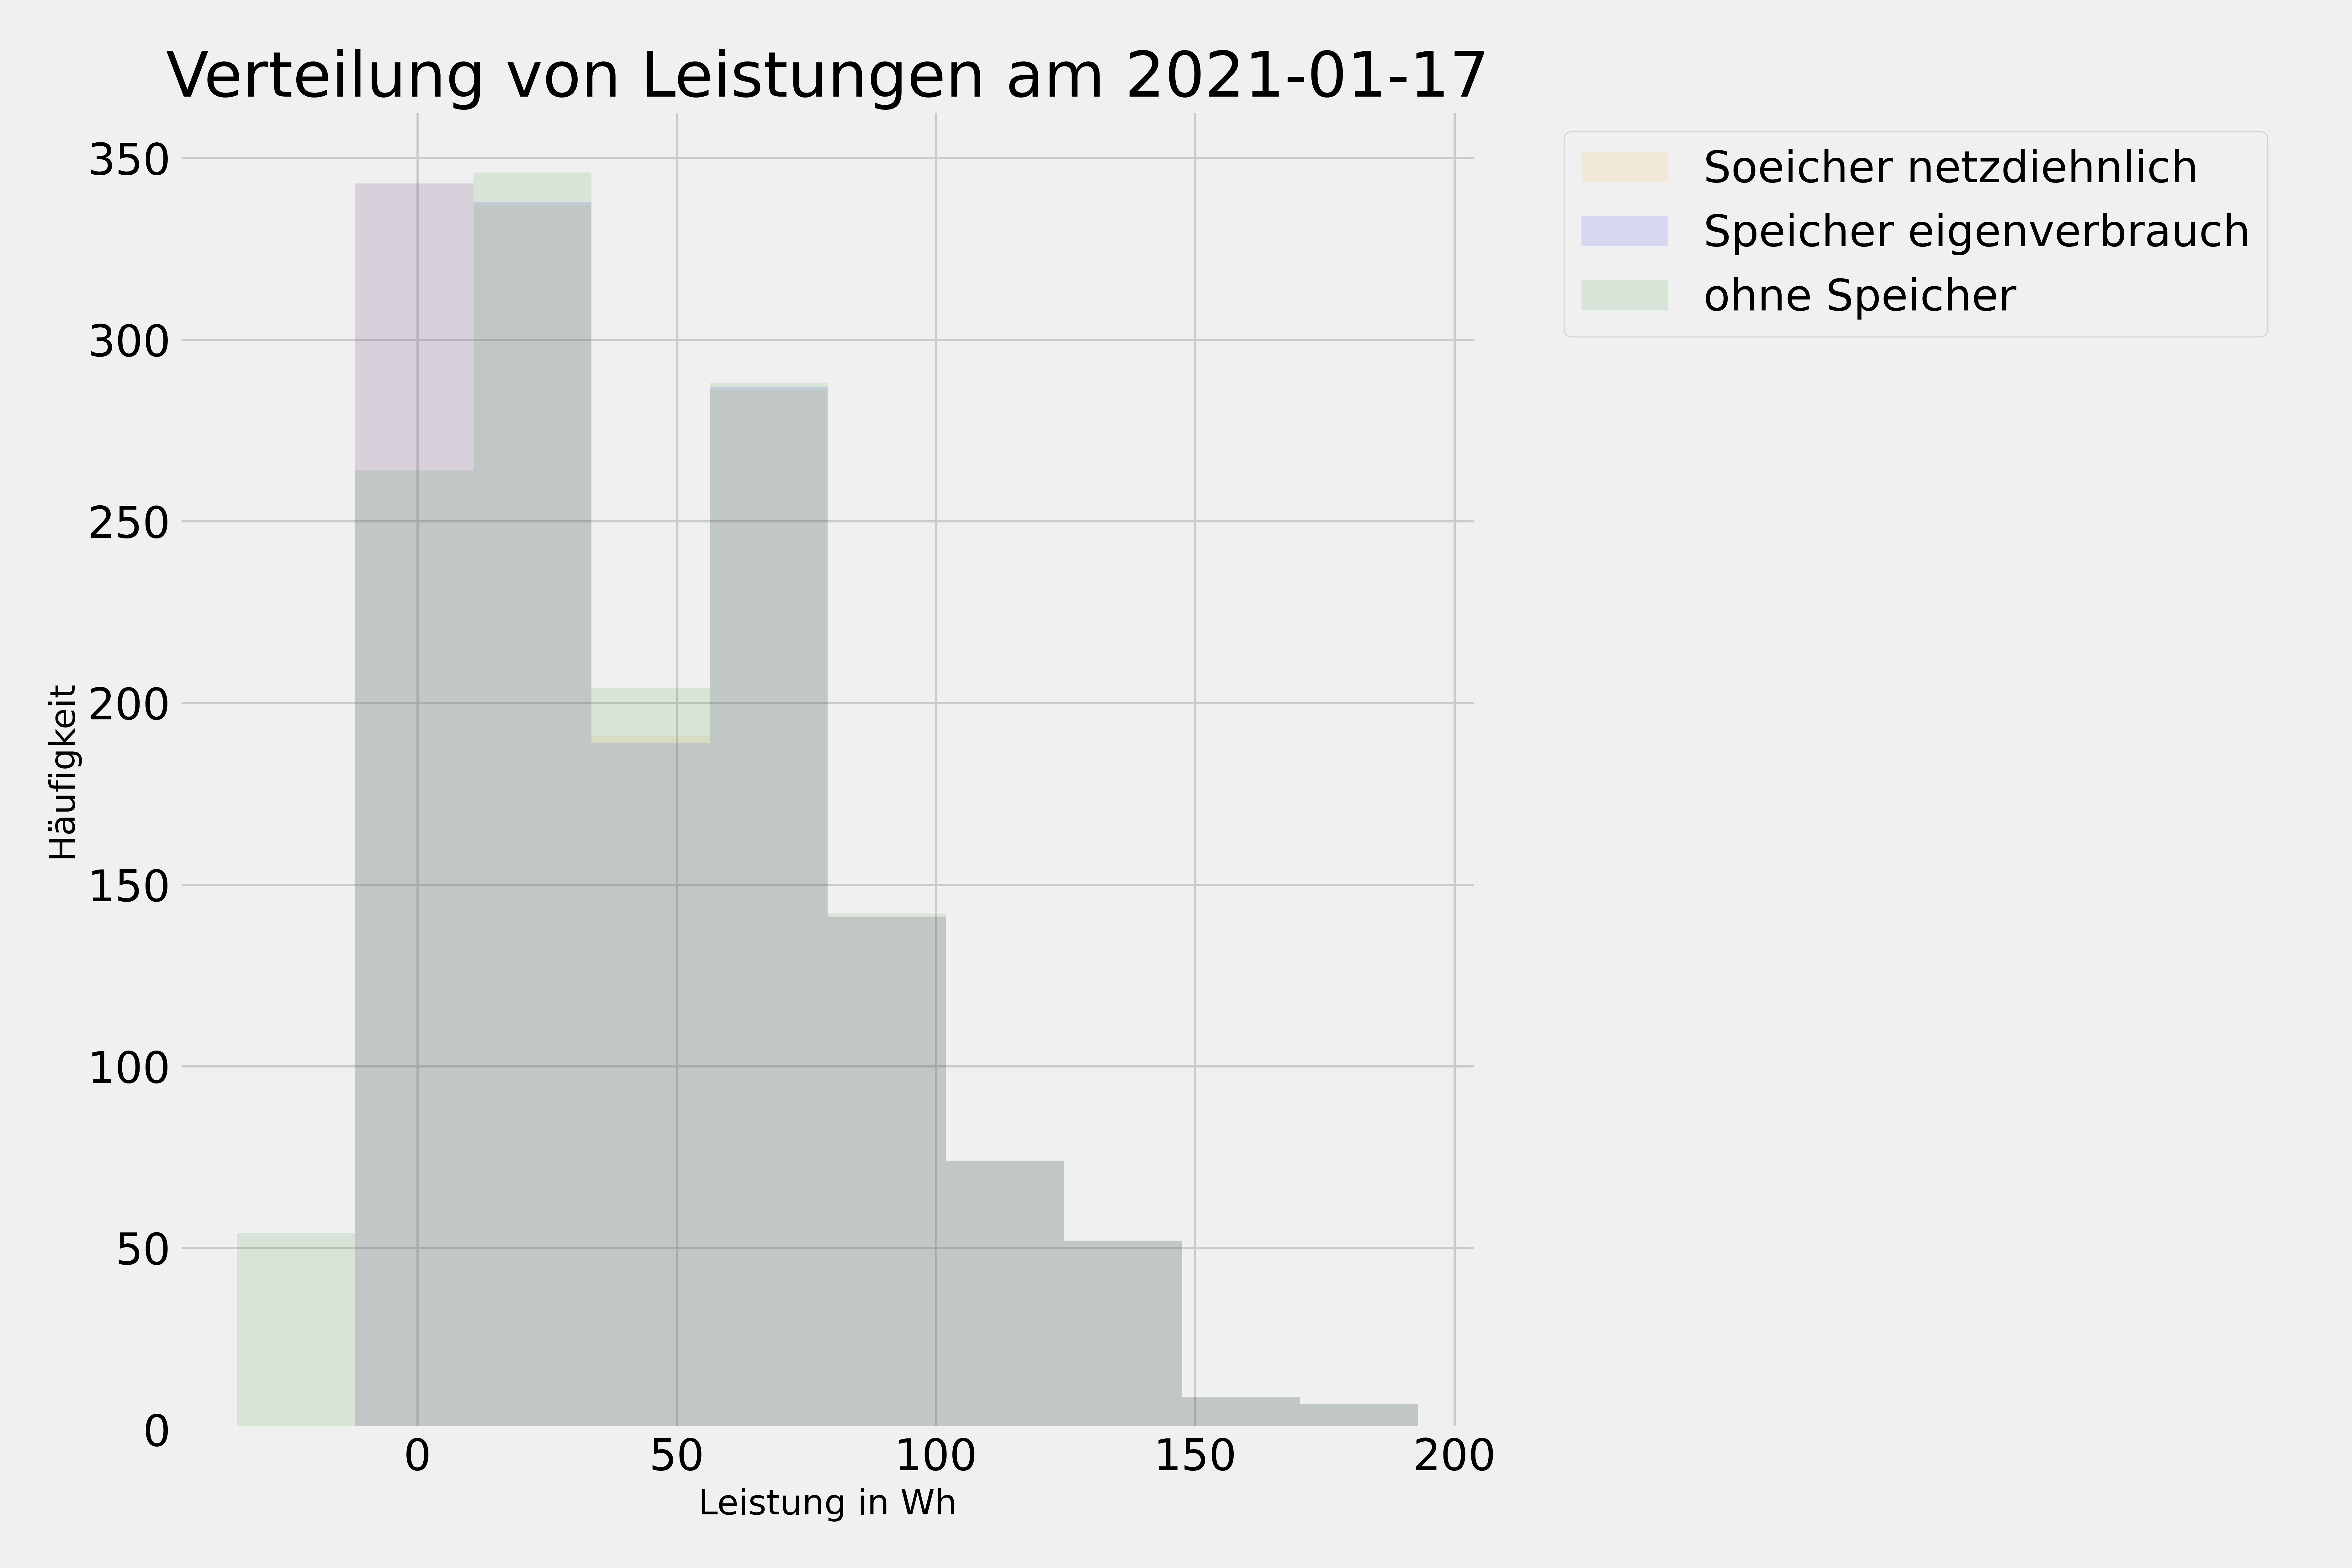 Verteilung von Leistungen am 2021-01-17
Soeicher netzdiehnlich
Speicher eigenverbrauch
ohne Speicher
Häufigkeit
350
300
250
200
150
100
50
0
0 50 100 150 200
Leistung in Wh